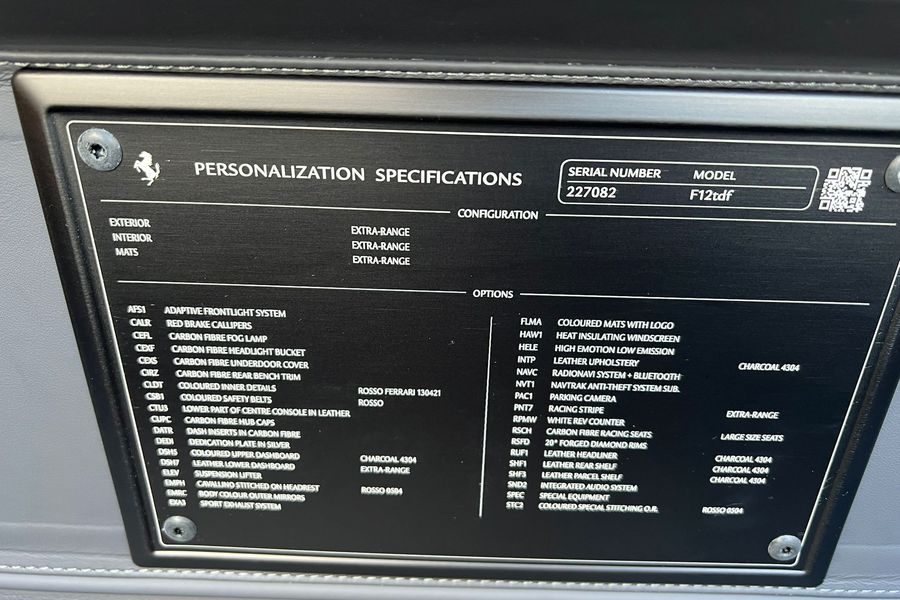 PERSONALIZATION SPECIFICATIONS
SERIAL NUMBER MODEL
227082 F12tdf
CONFIGURATION
EXTERIOR EXTRA-RANGE
INTERIOR EXTRA-RANGE
MATS EXTRA-RANGE
OPTIONS
AFS1 ADAPTIVE FRONTLIGHT SYSTEM
CALR RED BRAKE CALLIPERS
CEFL CARBON FIBRE FOG LAMP
CEXF CARBON FIBRE HEADLIGHT BUCKET
CEXS CARBON FIBRE UNDERDOOR COVER
CIRZ CARBON FIBRE REAR BENCH TRIM
CLDT COLOURED INNER DETAILS ROSSO FERRARI 130421
CSB1 COLOURED SAFETY BELTS ROSSO
CTU3 LOWER PART OF CENTRE CONSOLE IN LEATHER
CUPC CARBON FIBRE HUB CAPS
DATR DASH INSERTS IN CARBON FIBRE
DEDI DEDICATION PLATE IN SILVER
DSH5 COLOURED UPPER DASHBOARD CHARCOAL 4304
DSH7 LEATHER LOWER DASHBOARD EXTRA-RANGE
ELEV SUSPENSION LIFTER
EMPH CAVALLINO STITCHED ON HEADREST ROSSO 0504
EMRC BODY COLOUR OUTER MIRRORS
EXA3 SPORT EXHAUST SYSTEM
FLMA COLOURED MATS WITH LOGO
HAW1 HEAT INSULATING WINDSCREEN
HELE HIGH EMOTION LOW EMISSION
INTP LEATHER UPHOLSTERY CHARCOAL 4304
NAVC RADIONAVI SYSTEM + BLUETOOTH
NVT1 NAVTRAK ANTI-THEFT SYSTEM SUB.
PAC1 PARKING CAMERA
PNT7 RACING STRIPE EXTRA-RANGE
RPMW WHITE REV COUNTER
RSCH CARBON FIBRE RACING SEATS LARGE SIZE SEATS
RSFD 20" FORGED DIAMOND RIMS
RUF1 LEATHER HEADLINER CHARCOAL 4304
SHF1 LEATHER REAR SHELF CHARCOAL 4304
SHF3 LEATHER PARCEL SHELF CHARCOAL 4304
SND2 INTEGRATED AUDIO SYSTEM
SPEC SPECIAL EQUIPMENT
STC2 COLOURED SPECIAL STITCHING O.R. ROSSO 0504